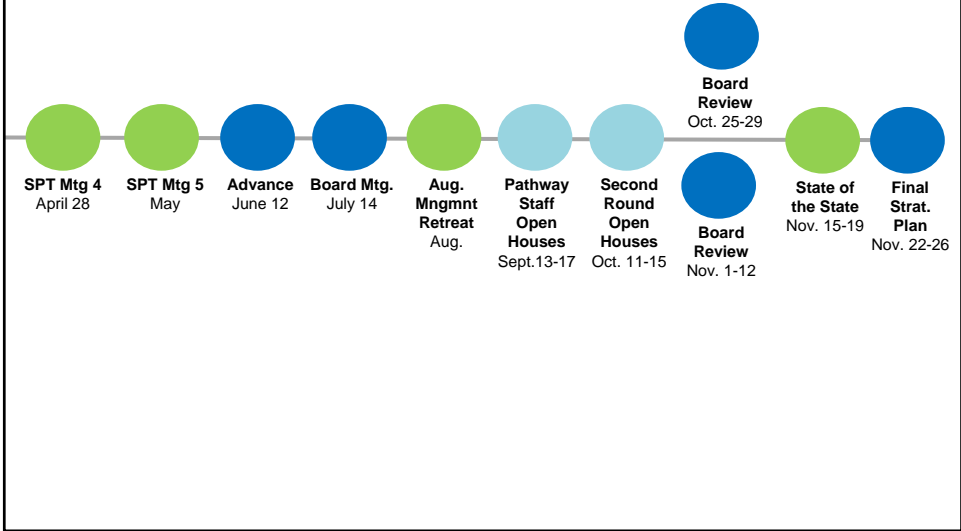 SPT Mtg 4
April 28
SPT Mtg 5
May
Advance
June 12
Board Mtg.
July 14
Aug.
Mngmnt
Retreat
Aug.
Pathway
Staff
Open
Houses
Sept.13-17
Second
Round
Open
Houses
Oct. 11-15
Board
Review
Oct. 25-29
Board
Review
Nov. 1-12
State of
the State
Nov. 15-19
Final
Strat.
Plan
Nov. 22-26